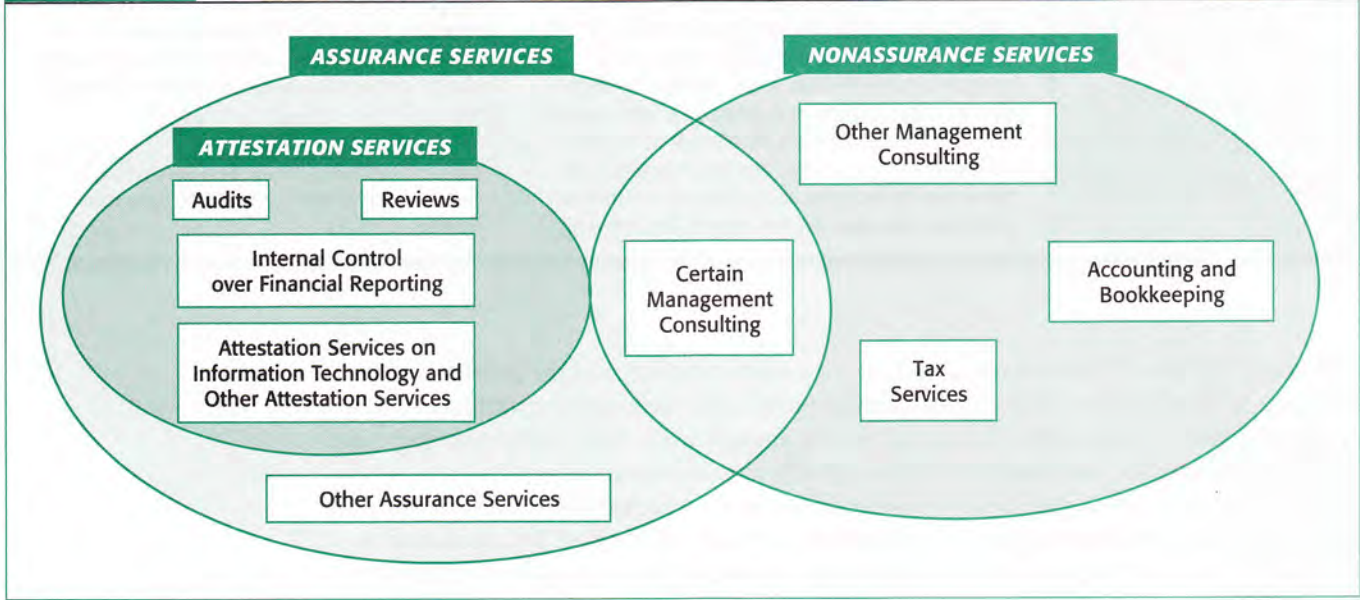 ASSURANCE SERVICES
NONASSURANCE SERVICES
ATTESTATION SERVICES
Audits
Reviews
Internal Control
over Financial Reporting
Attestation Services on
Information Technology and
Other Attestation Services
Other Assurance Services
Certain
Management
Consulting
Other Management
Consulting
Accounting and
Bookkeeping
Tax
Services